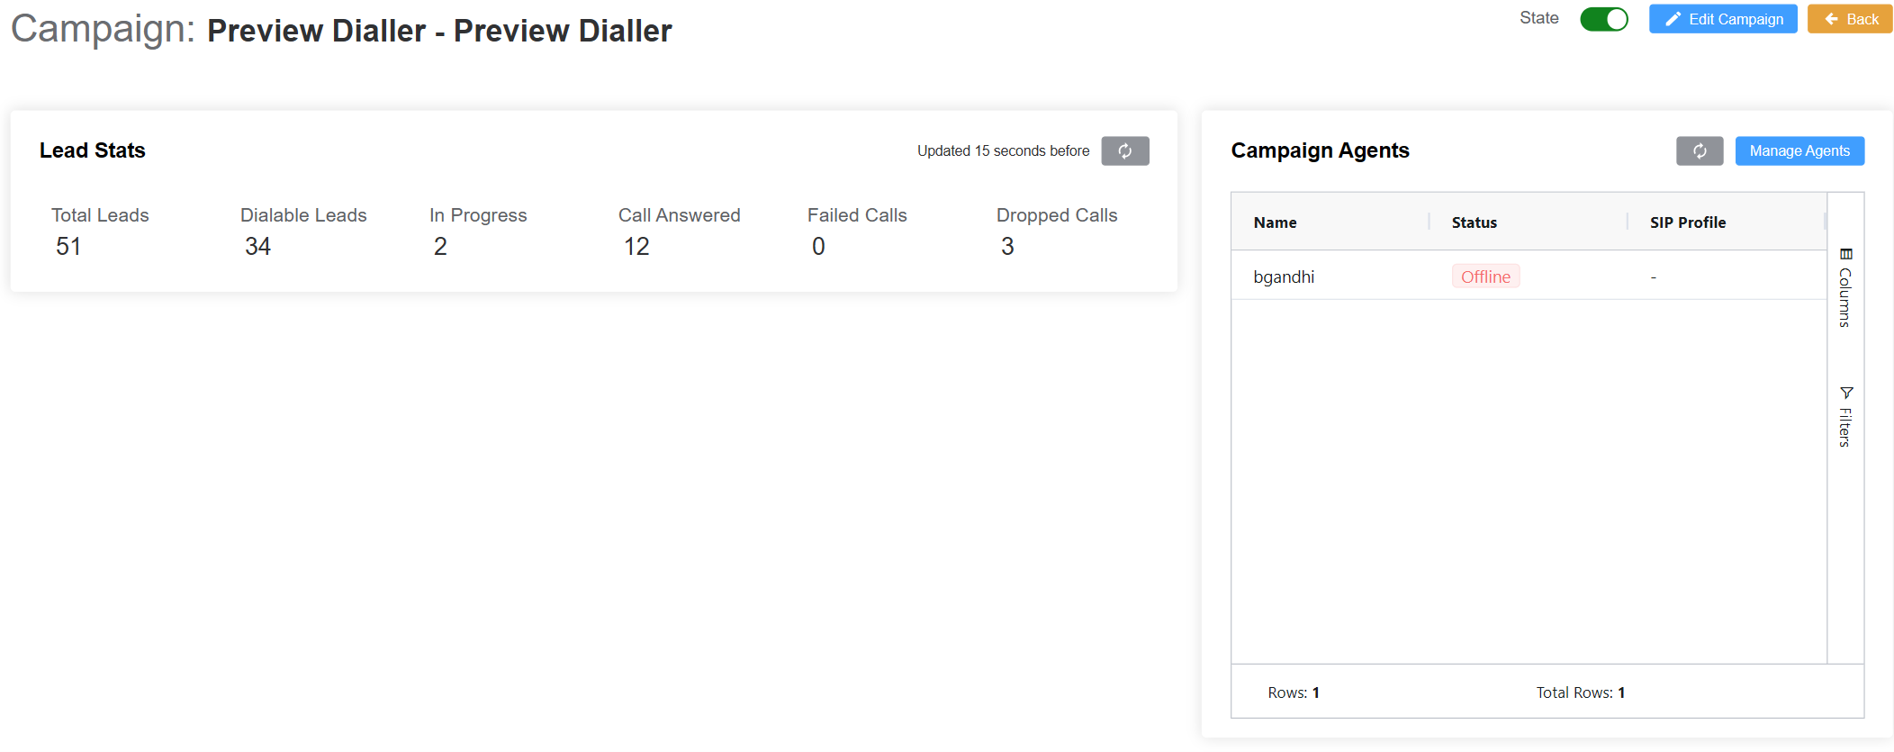 Campaign: Preview Dialler - Preview Dialler
State
Edit Campaign
Back
Lead Stats
Updated 15 seconds before
Total Leads
51
Dialable Leads
34
In Progress
2
Call Answered
12
Failed Calls
0
Dropped Calls
3
Campaign Agents
Manage Agents
Name Status SIP Profile
bgandhi Offline -
Columns
Filters
Rows: 1 Total Rows: 1